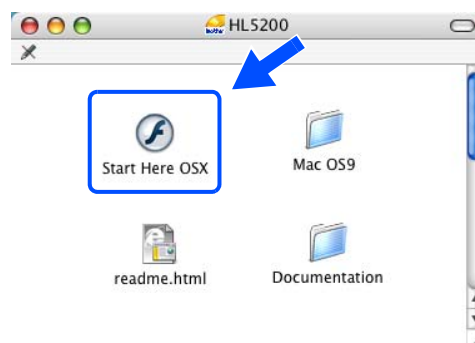 HL5200
Start Here OSX
Mac OS9
readme.html
Documentation